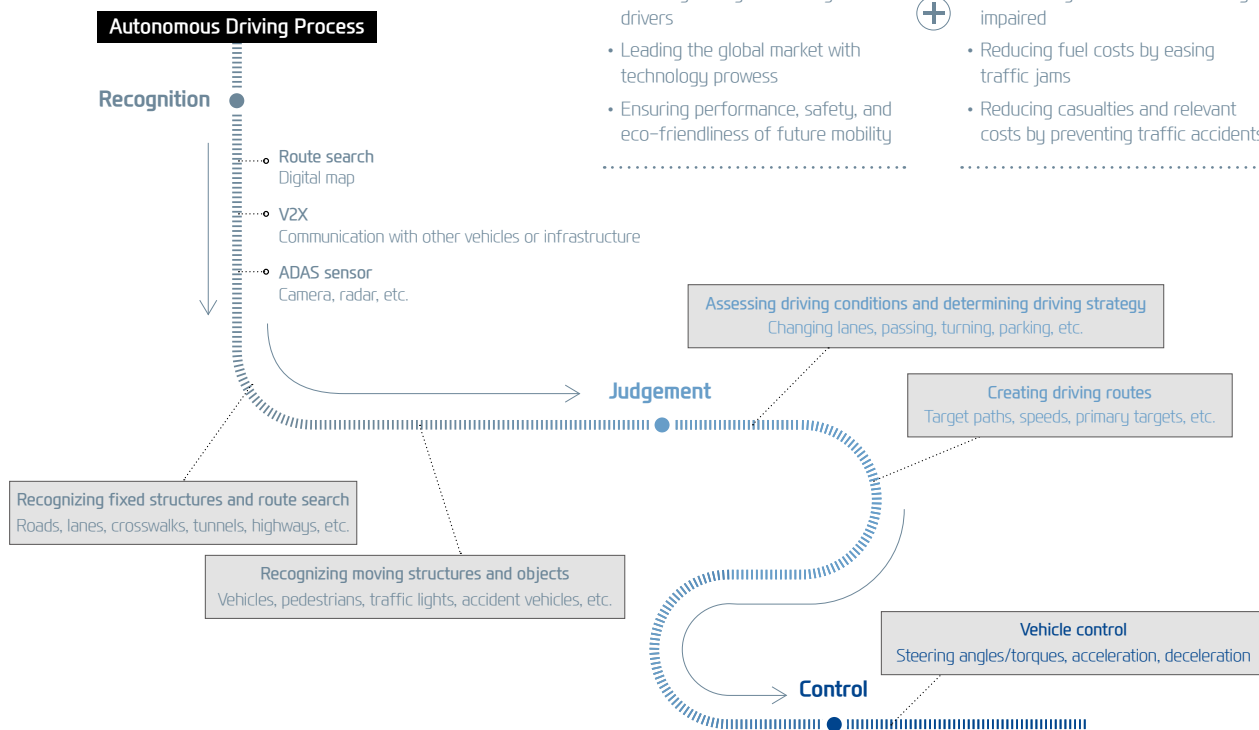 drivers
• Leading the global market with
technology prowess
• Ensuring performance, safety, and
eco-friendliness of future mobility
impaired
• Reducing fuel costs by easing
traffic jams
• Reducing casualties and relevant
costs by preventing traffic accidents
Autonomous Driving Process
Recognition
Route search
Digital map
V2X
Communication with other vehicles or infrastructure
ADAS sensor
Camera, radar, etc.
Assessing driving conditions and determining driving strategy
Changing lanes, passing, turning, parking, etc.
Judgement
Creating driving routes
Target paths, speeds, primary targets, etc.
Recognizing fixed structures and route search
Roads, lanes, crosswalks, tunnels, highways, etc.
Recognizing moving structures and objects
Vehicles, pedestrians, traffic lights, accident vehicles, etc.
Vehicle control
Steering angles/torques, acceleration, deceleration
Control